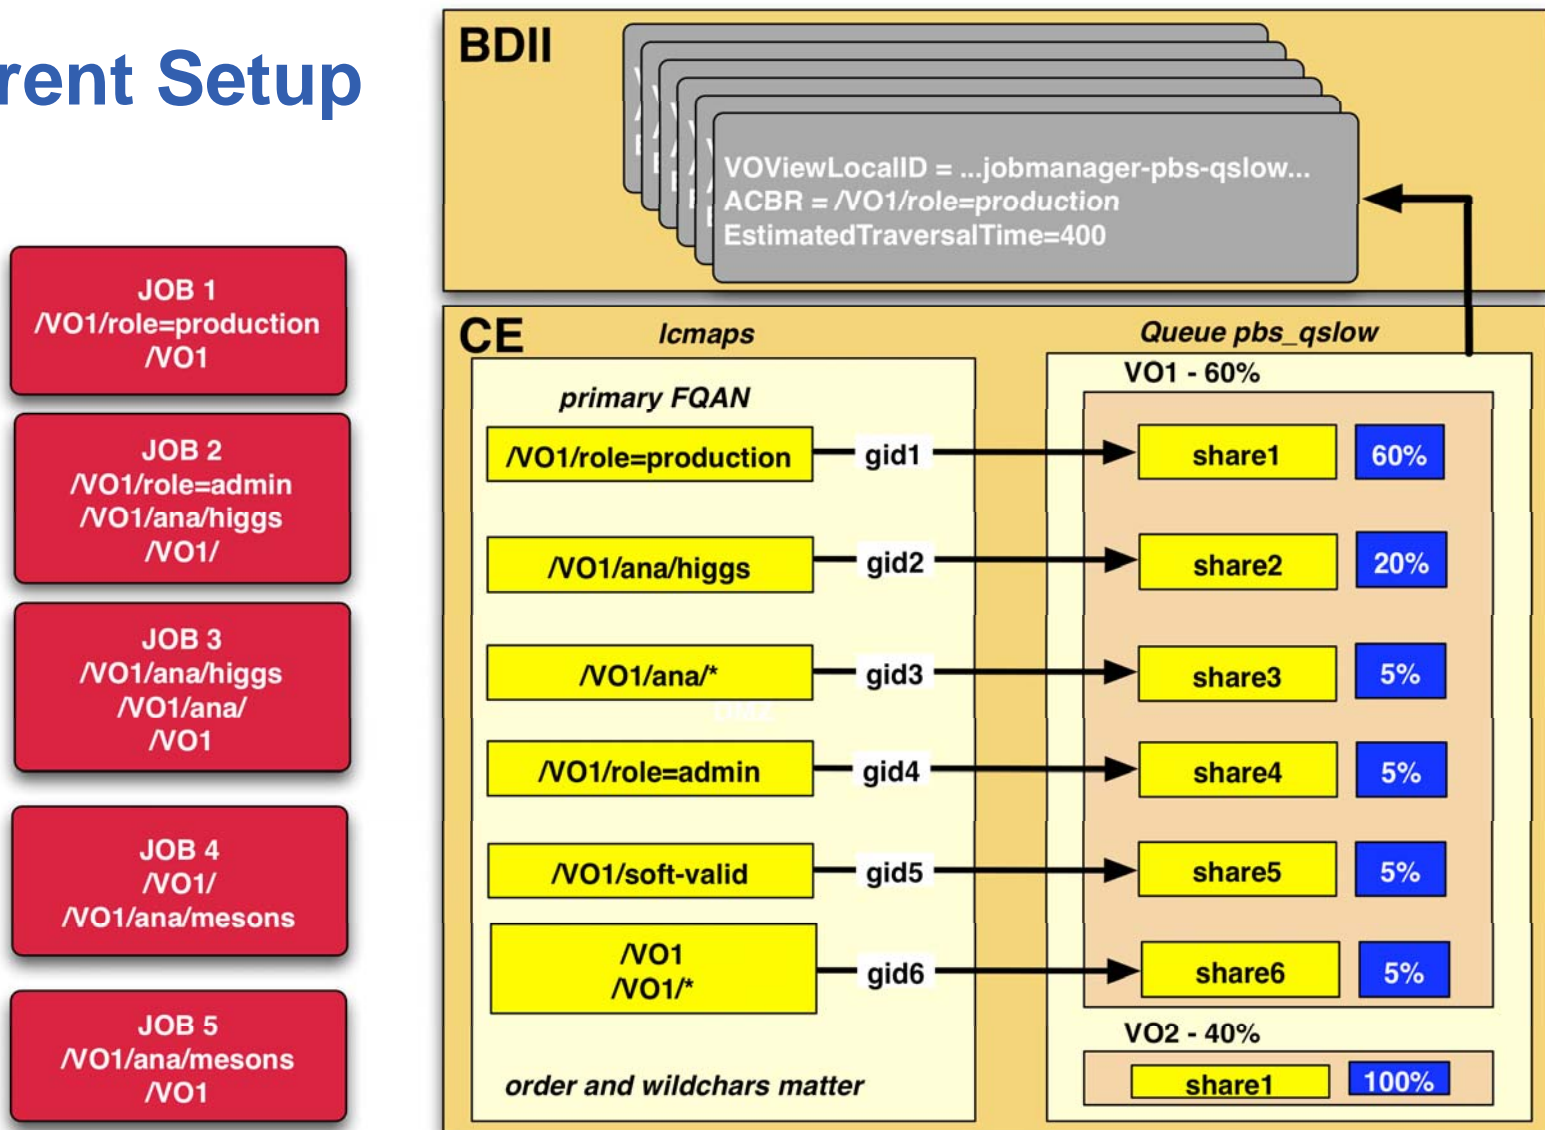 rent Setup
BDII
VOViewLocalID = ...jobmanager-pbs-qslow...
ACBR = /VO1/role=production
EstimatedTraversalTime=400
JOB 1
/VO1/role=production
/VO1
JOB 2
/VO1/role=admin
/VO1/ana/higgs
/VO1/
JOB 3
/VO1/ana/higgs
/VO1/ana/
/VO1
JOB 4
/VO1/
/VO1/ana/mesons
JOB 5
/VO1/ana/mesons
/VO1
CE
lcmaps
Queue pbs_qslow
primary FQAN
VO1 - 60%
/VO1/role=production gid1 share1 60%
/VO1/ana/higgs gid2 share2 20%
/VO1/ana/* gid3 share3 5%
/VO1/role=admin gid4 share4 5%
/VO1/soft-valid gid5 share5 5%
/VO1
/VO1/* gid6 share6 5%
order and wildchars matter
VO2 - 40%
share1 100%